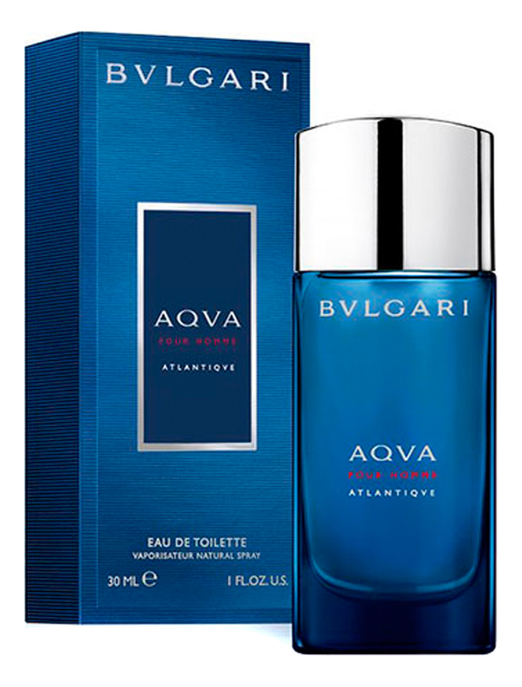 BVLGARI
AQVA
POUR HOMME
ATLANTIQVE
EAU DE TOILETTE
VAPORISATEUR NATURAL SPRAY
30 ML e 1 FL.OZ. U.S.
BVLGARI
AQVA
POUR HOMME
ATLANTIQVE